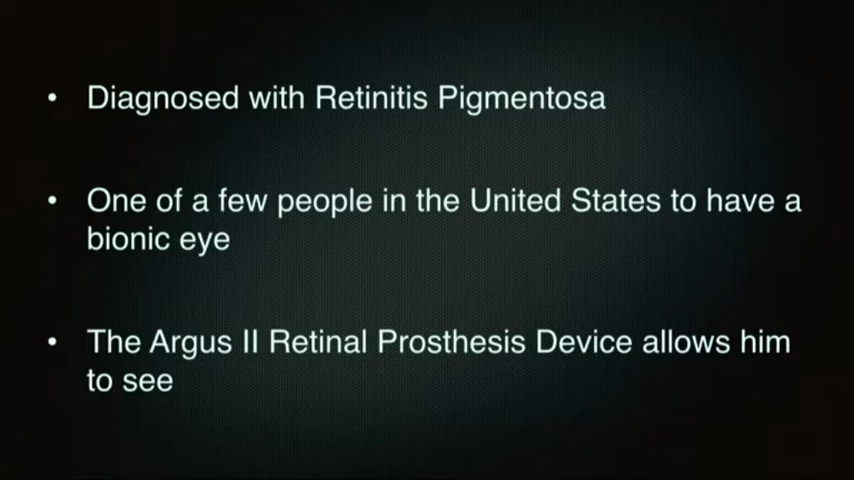 • Diagnosed with Retinitis Pigmentosa
• One of a few people in the United States to have a
bionic eye
• The Argus II Retinal Prosthesis Device allows him
to see